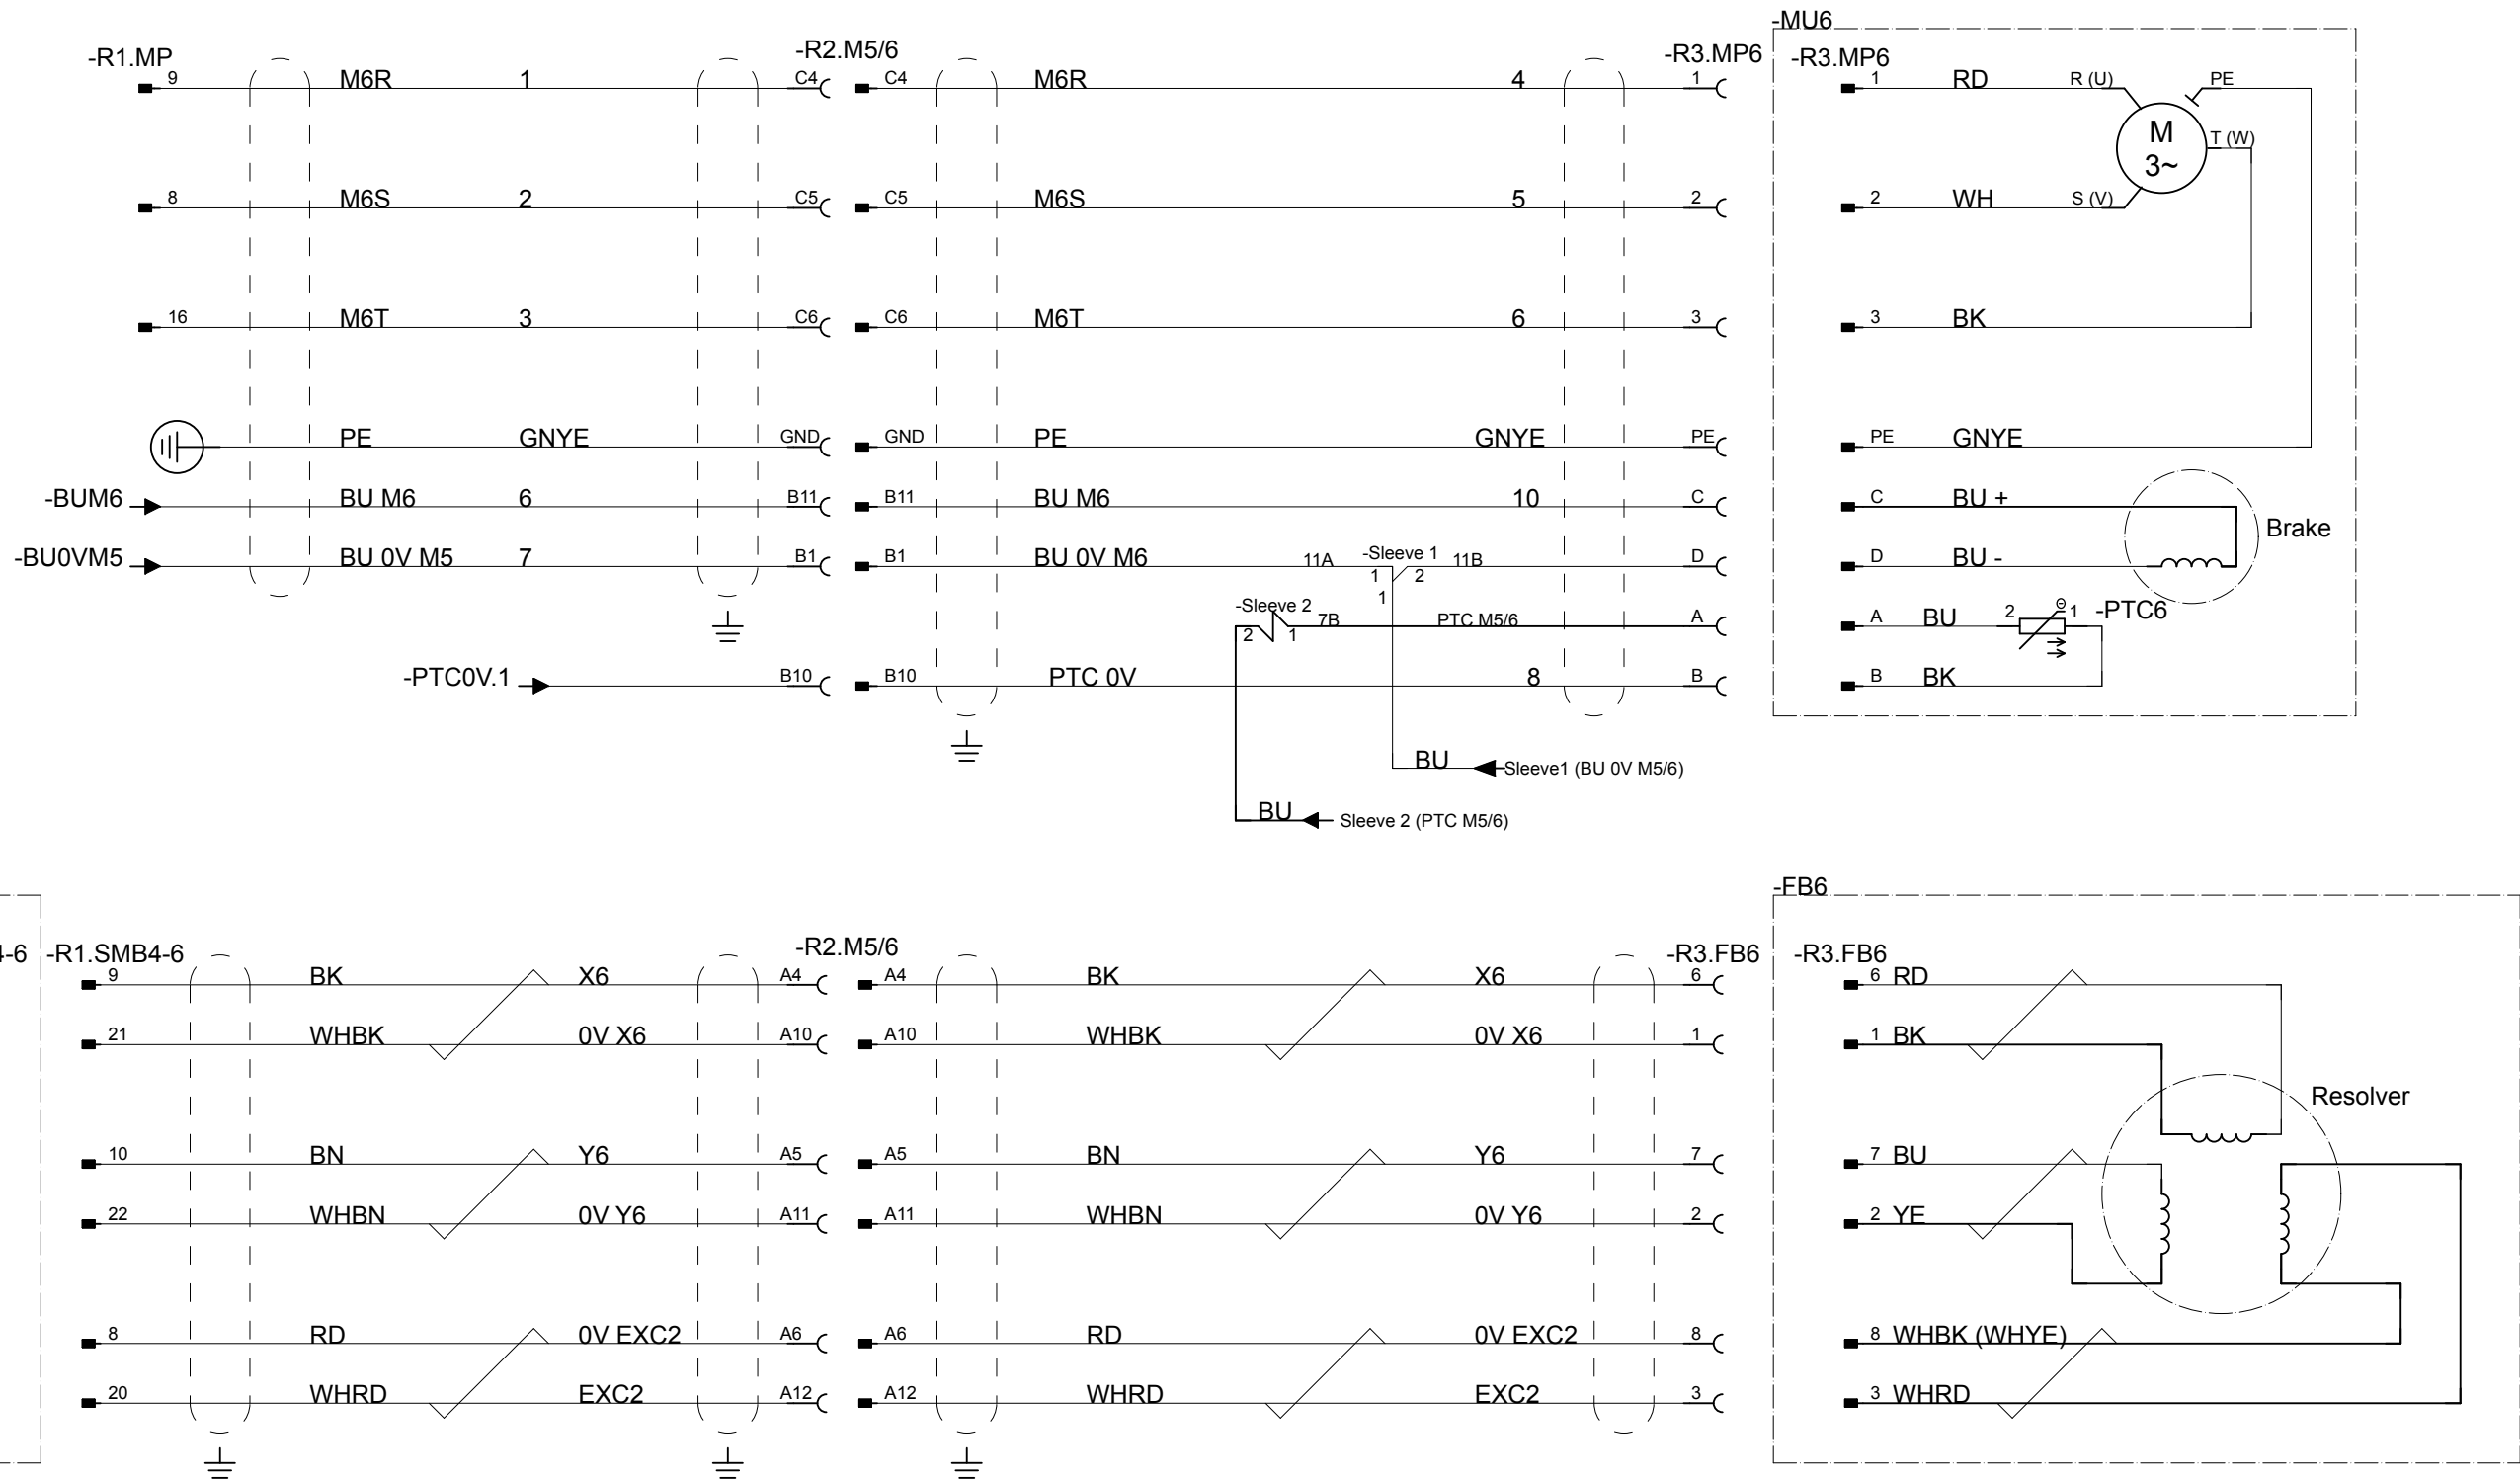 -MU6
-R1.MP -R2.M5/6 -R3.MP6 -R3.MP6
9 M6R 1 C4 C4 M6R 4 1 1 RD R (U) PE
M
3~
T (W)
8 M6S 2 C5 C5 M6S 5 2 2 WH S (V)
16 M6T 3 C6 C6 M6T 6 3 3 BK
PE GNYE GND GND PE GNYE PE PE GNYE
-BUM6 BU M6 6 B11 B11 BU M6 10 C C BU +
Brake
-BU0VM5 BU 0V M5 7 B1 B1 BU 0V M6 11A -Sleeve 1 11B D D BU -
1 2
1
-Sleeve 2 7B PTC M5/6 A A BU 2 Θ 1 -PTC6
2 1
-PTC0V.1 B10 B10 PTC 0V 8 B B BK
BU Sleeve1 (BU 0V M5/6)
BU Sleeve 2 (PTC M5/6)
-FB6
4-6 -R1.SMB4-6 -R2.M5/6 -R3.FB6 -R3.FB6
9 BK X6 A4 A4 BK X6 6 6 RD
21 WHBK 0V X6 A10 A10 WHBK 0V X6 1 1 BK
Resolver
10 BN Y6 A5 A5 BN Y6 7 7 BU
22 WHBN 0V Y6 A11 A11 WHBN 0V Y6 2 2 YE
8 RD 0V EXC2 A6 A6 RD 0V EXC2 8 8 WHBK (WHYE)
20 WHRD EXC2 A12 A12 WHRD EXC2 3 3 WHRD